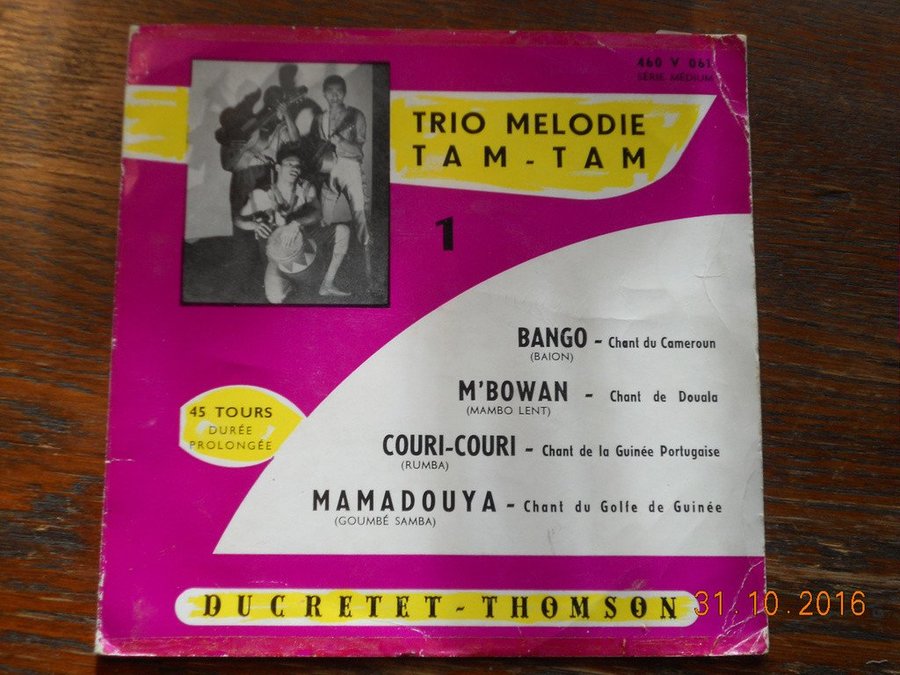 460 V 061
SÉRIE MÉDIUM
TRIO MELODIE
TAM-TAM
1
BANGO - Chant du Cameroun
(BAION)
M'BOWAN - Chant de Douala
(MAMBO LENT)
COURI-COURI - Chant de la Guinée Portugaise
(RUMBA)
MAMADOUYA - Chant du Golfe de Guinée
(GOUMBÉ SAMBA)
45 TOURS
DURÉE
PROLONGÉE
DUCRETET-THOMSON
31.10.2016